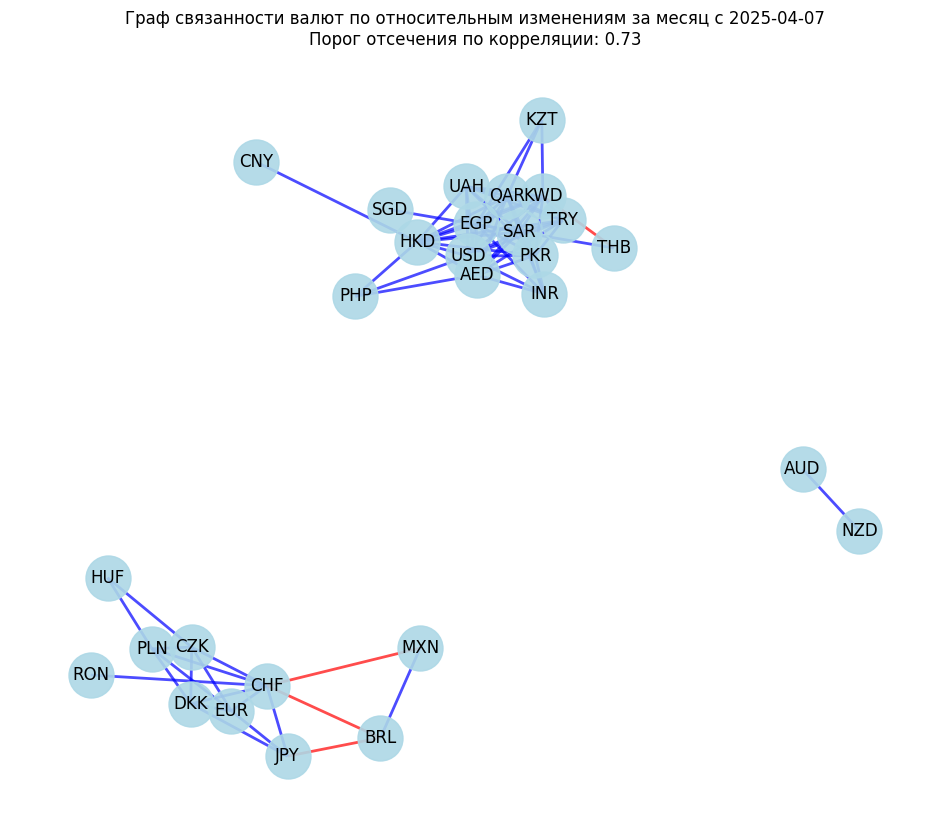 Граф связанности валют по относительным изменениям за месяц с 2025-04-07
Порог отсечения по корреляции: 0.73
KZT
CNY
UAH
QAR
KWD
SGD
TRY
EGP
SAR
HKD
THB
USD
PKR
AED
PHP
INR
AUD
NZD
HUF
PLN
CZK
MXN
RON
CHF
DKK
EUR
BRL
JPY